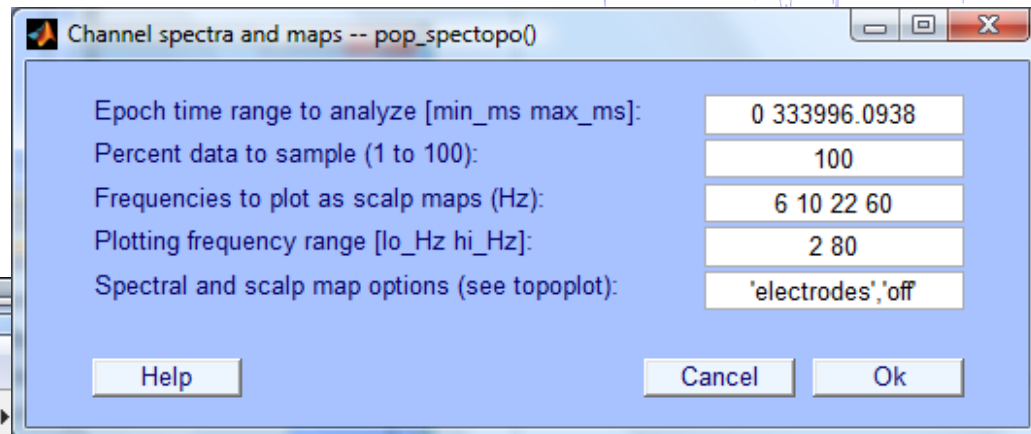 Channel spectra and maps -- pop_spectopo()
Epoch time range to analyze [min_ms max_ms]: 0 333996.0938
Percent data to sample (1 to 100): 100
Frequencies to plot as scalp maps (Hz): 6 10 22 60
Plotting frequency range [lo_Hz hi_Hz]: 2 80
Spectral and scalp map options (see topoplot): 'electrodes','off'
Help Cancel Ok